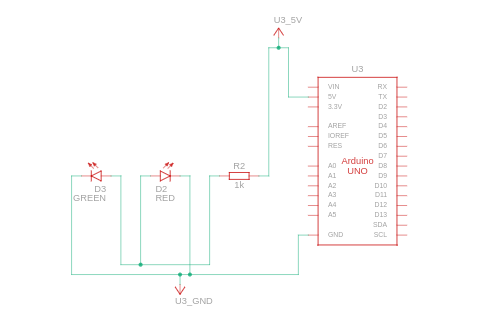 U3_5V
U3
VIN RX
5V TX
3.3V D2
D3
AREF D4
IOREF D5
RES D6
D7
A0 D8
A1 D9
A2 D10
A3 D11
A4 D12
A5 D13
SDA
GND SCL
Arduino
UNO
R2
1k
D3
GREEN
D2
RED
U3_GND